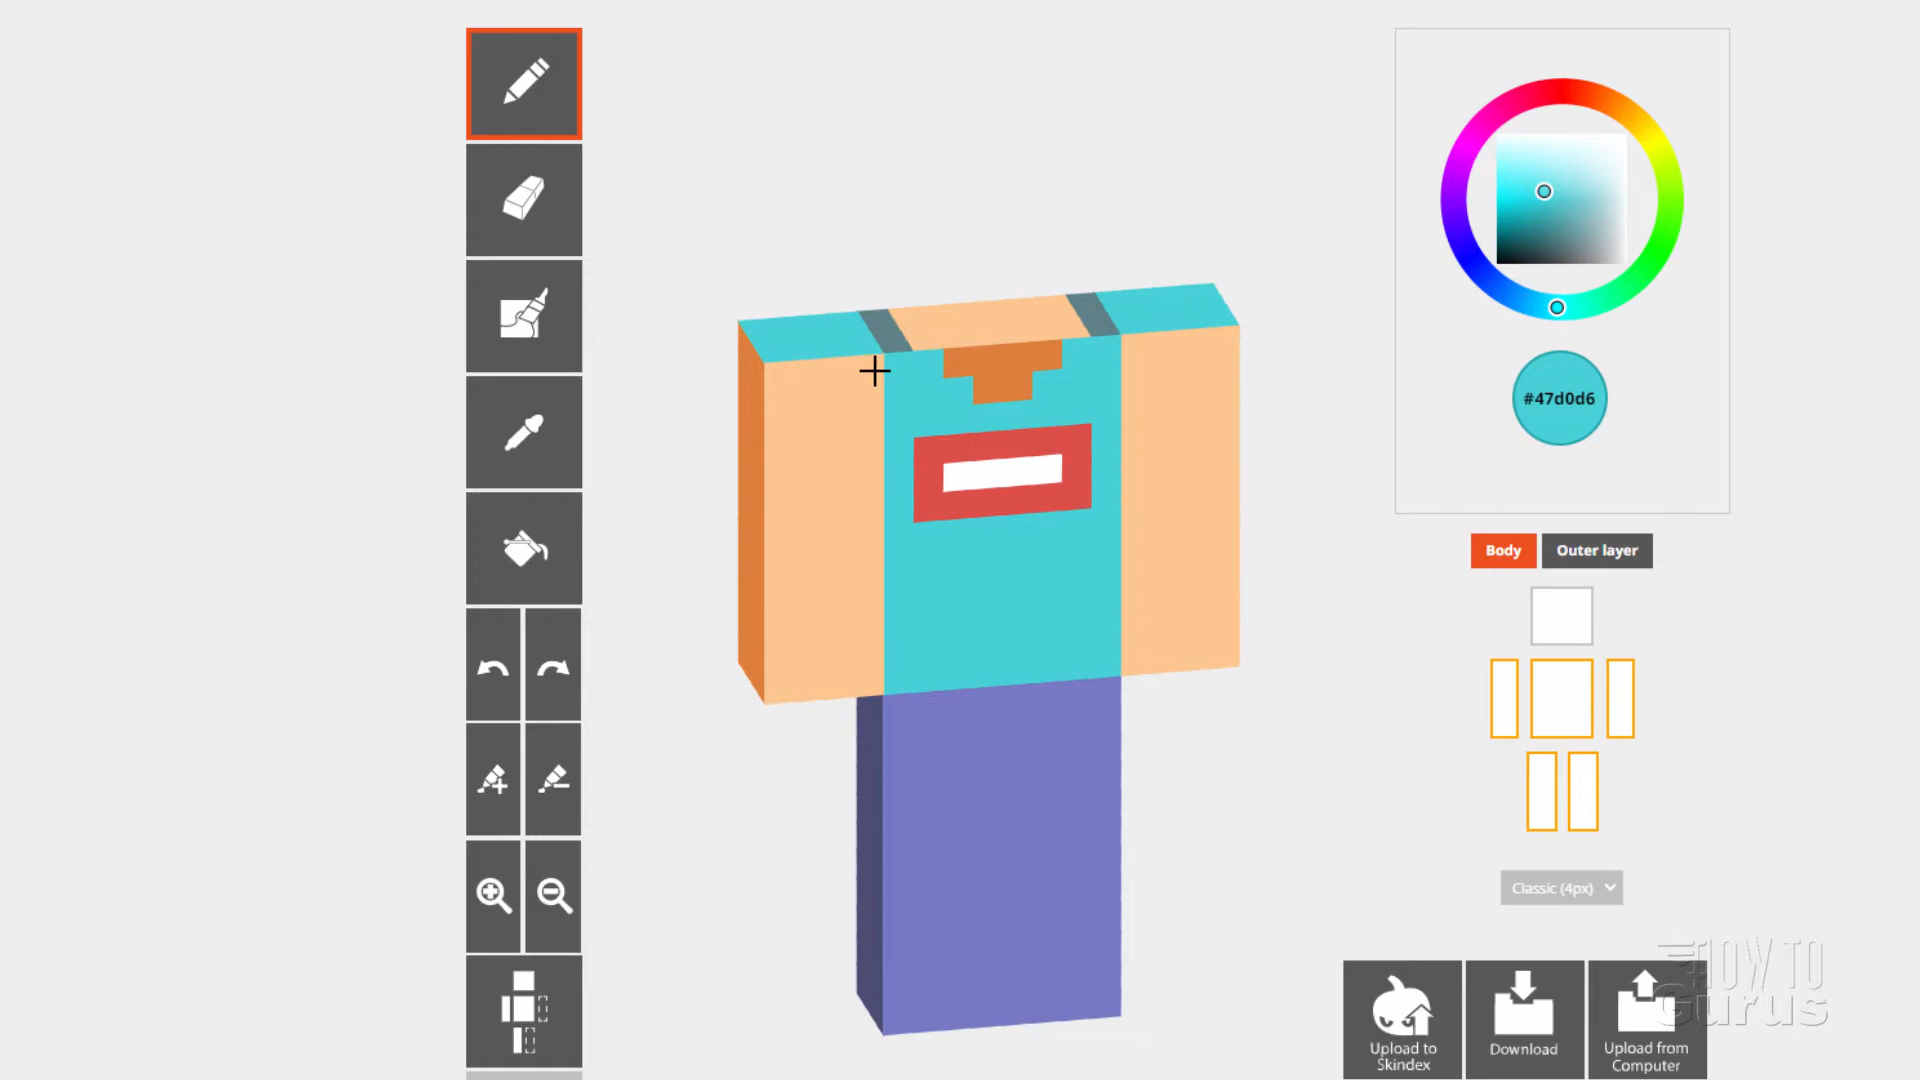 #47d0d6
Body
Outer layer
Classic (4px)
HOW TO
Gurus
Upload to
Skindex
Download
Upload from
Computer